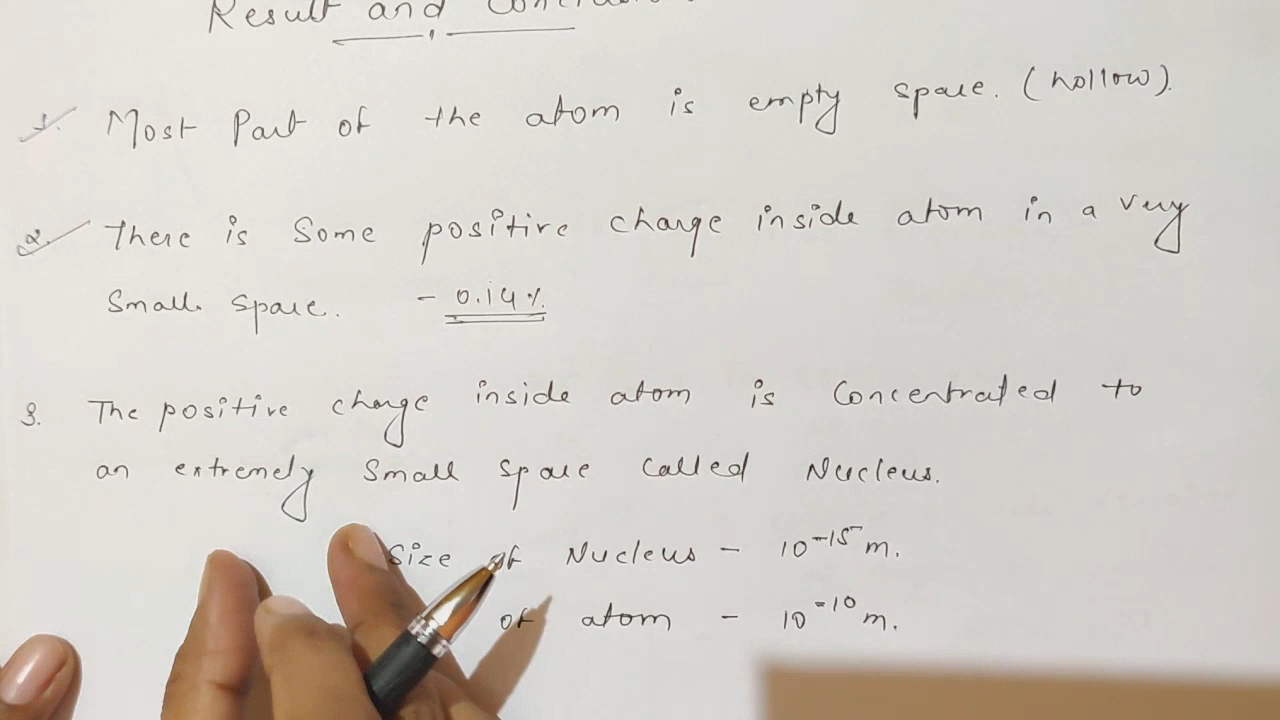 Result and
1. Most Part of the atom is empty space. (hollow).
2. There is Some positive charge inside atom in a very
Small space. - 0.14%
3. The positive charge inside atom is Concentrated to
an extremely Small space called Nucleus.
Size of Nucleus - 10⁻¹⁵m.
of atom - 10⁻¹⁰m.